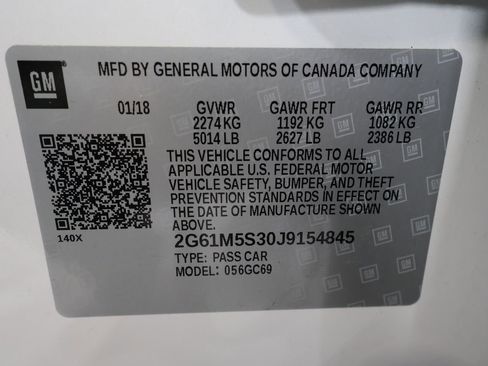 GM
MFD BY GENERAL MOTORS OF CANADA COMPANY
01/18 GVWR GAWR FRT GAWR RR
2274 KG 1192 KG 1082 KG
5014 LB 2627 LB 2386 LB
THIS VEHICLE CONFORMS TO ALL
APPLICABLE U.S. FEDERAL MOTOR
VEHICLE SAFETY, BUMPER, AND THEFT
PREVENTION STANDARDS IN EFFECT ON
THE DATE OF MANUFACTURE SHOWN
ABOVE.
140X
2G61M5S30J9154845
TYPE: PASS CAR
MODEL: 056GC69